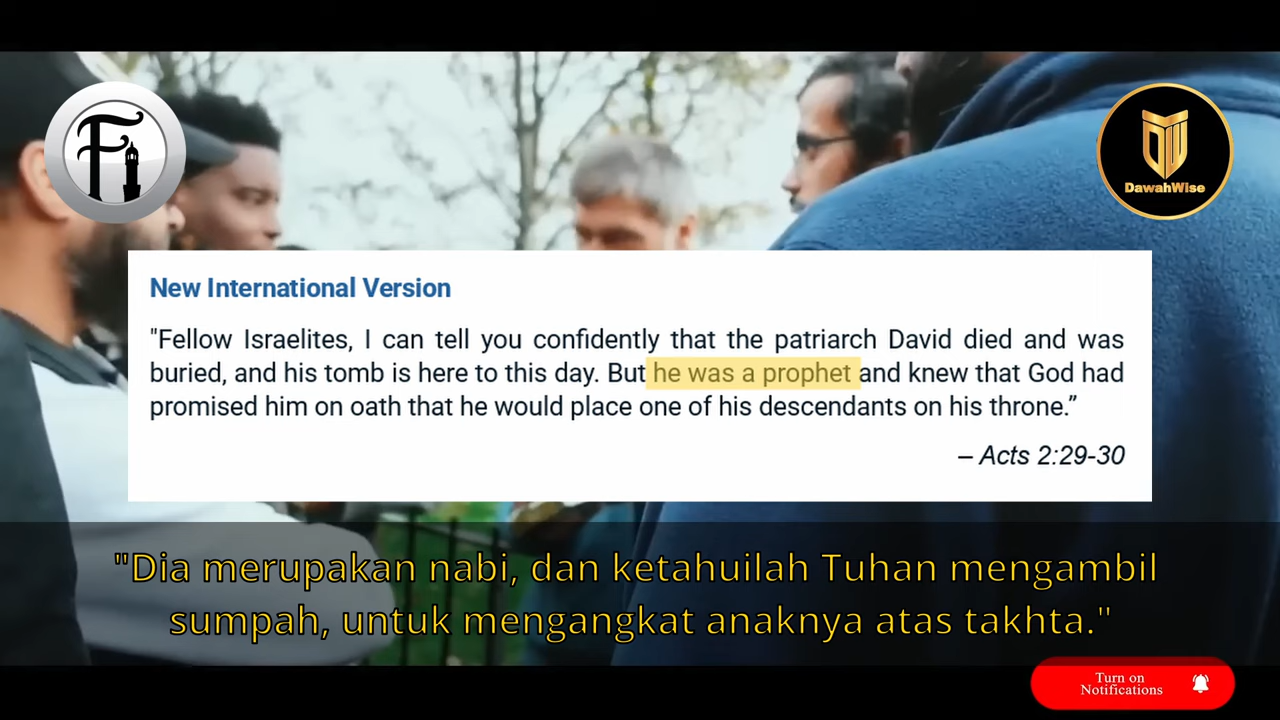 Fi
DW
DawahWise
New International Version
"Fellow Israelites, I can tell you confidently that the patriarch David died and was
buried, and his tomb is here to this day. But he was a prophet and knew that God had
promised him on oath that he would place one of his descendants on his throne.”
– Acts 2:29-30
"Dia merupakan nabi, dan ketahuilah Tuhan mengambil
sumpah, untuk mengangkat anaknya atas takhta."
Turn on
Notifications